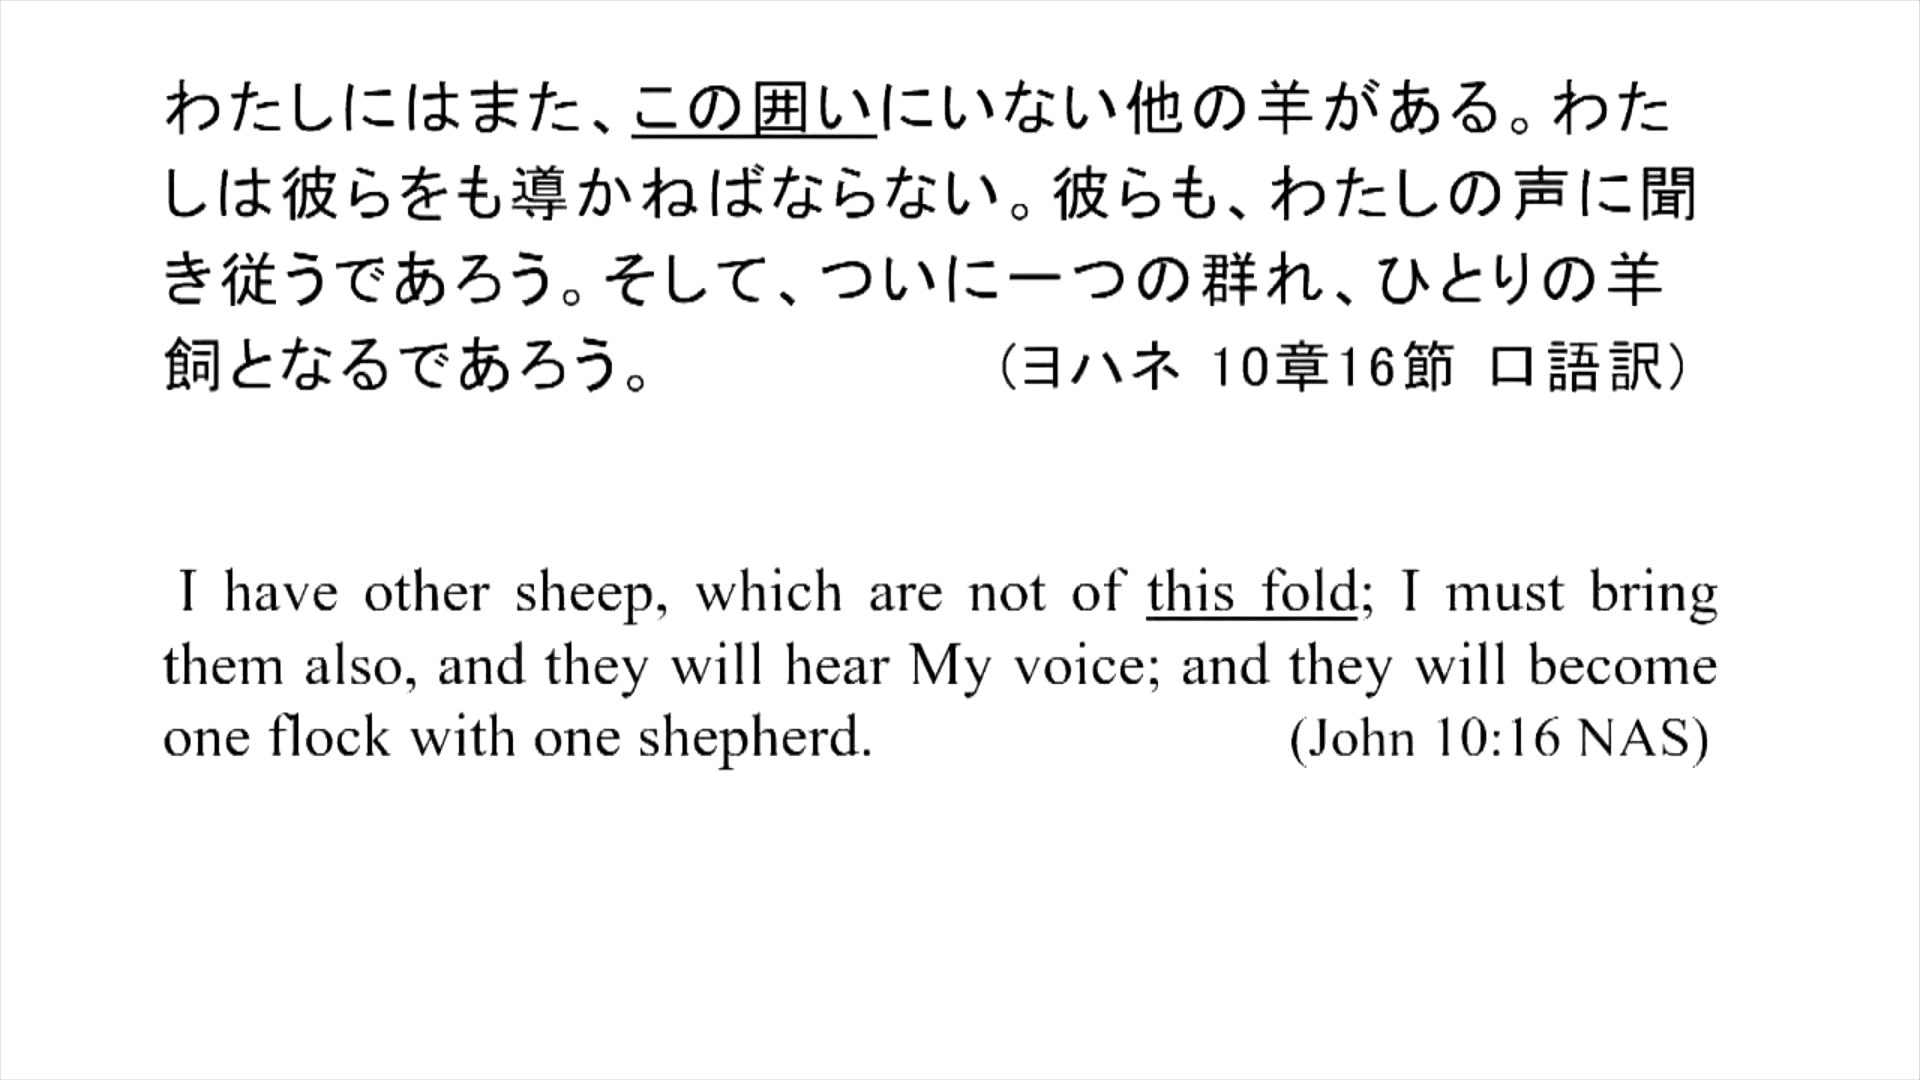 わたしにはまた、この囲いにいない他の羊がある。わた
しは彼らをも導かねばならない。彼らも、わたしの声に聞
き従うであろう。そして、ついに一つの群れ、ひとりの羊
飼となるであろう。 （ヨハネ 10章16節 口語訳）
I have other sheep, which are not of this fold; I must bring
them also, and they will hear My voice; and they will become
one flock with one shepherd. (John 10:16 NAS)